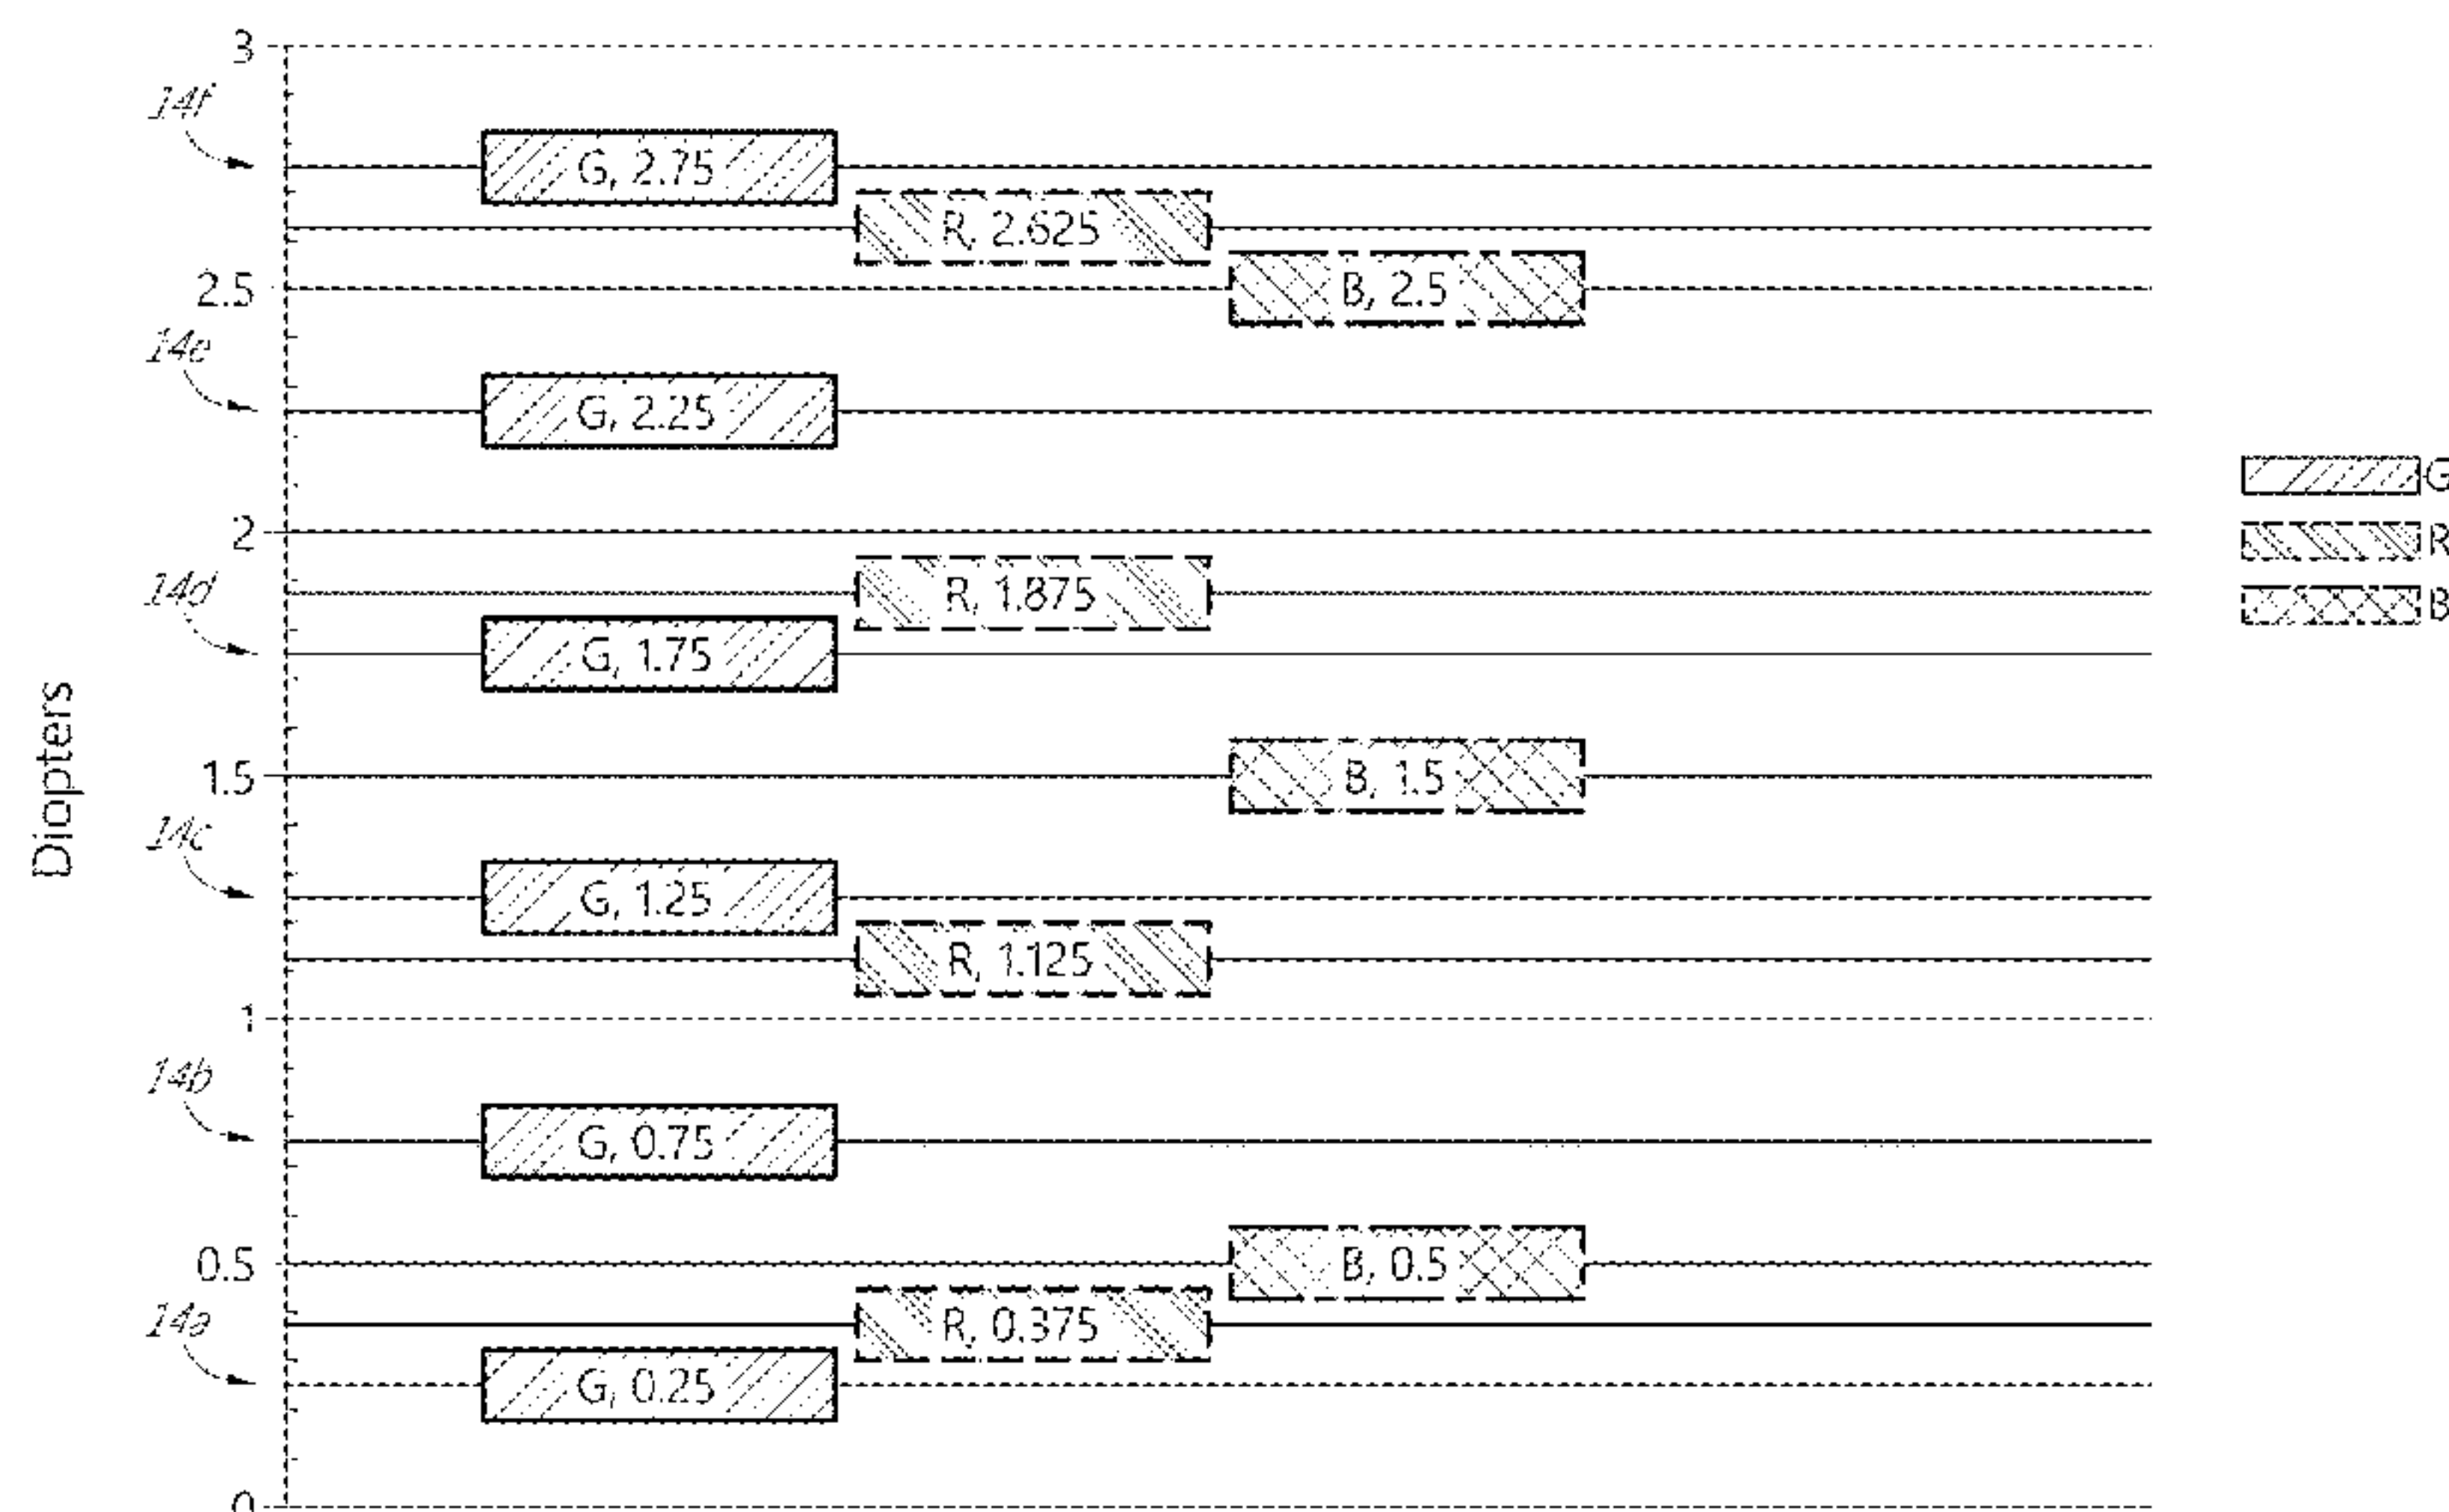 3
14f
G, 2.75
R, 2.625
2.5
B, 2.5
14e
G, 2.25
G
R
B
2
14d
R, 1.875
G, 1.75
Diopters
1.5
B, 1.5
14c
G, 1.25
R, 1.125
1
14b
G, 0.75
0.5
B, 0.5
14a
R, 0.375
G, 0.25
0